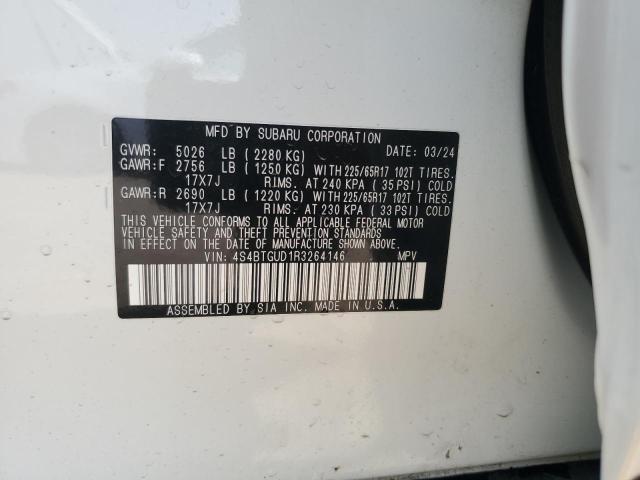 MFD BY SUBARU CORPORATION
GVWR: 5026 LB (2280 KG) DATE: 03/24
GAWR:F 2756 LB (1250 KG) WITH 225/65R17 102T TIRES.
17X7J RIMS. AT 240 KPA (35 PSI) COLD
GAWR:R 2690 LB (1220 KG) WITH 225/65R17 102T TIRES.
17X7J RIMS. AT 230 KPA (33 PSI) COLD
THIS VEHICLE CONFORMS TO ALL APPLICABLE FEDERAL MOTOR
VEHICLE SAFETY AND THEFT PREVENTION STANDARDS
IN EFFECT ON THE DATE OF MANUFACTURE SHOWN ABOVE.
VIN: 4S4BTGUD1R3264146 MPV
ASSEMBLED BY SIA INC. MADE IN U.S.A.